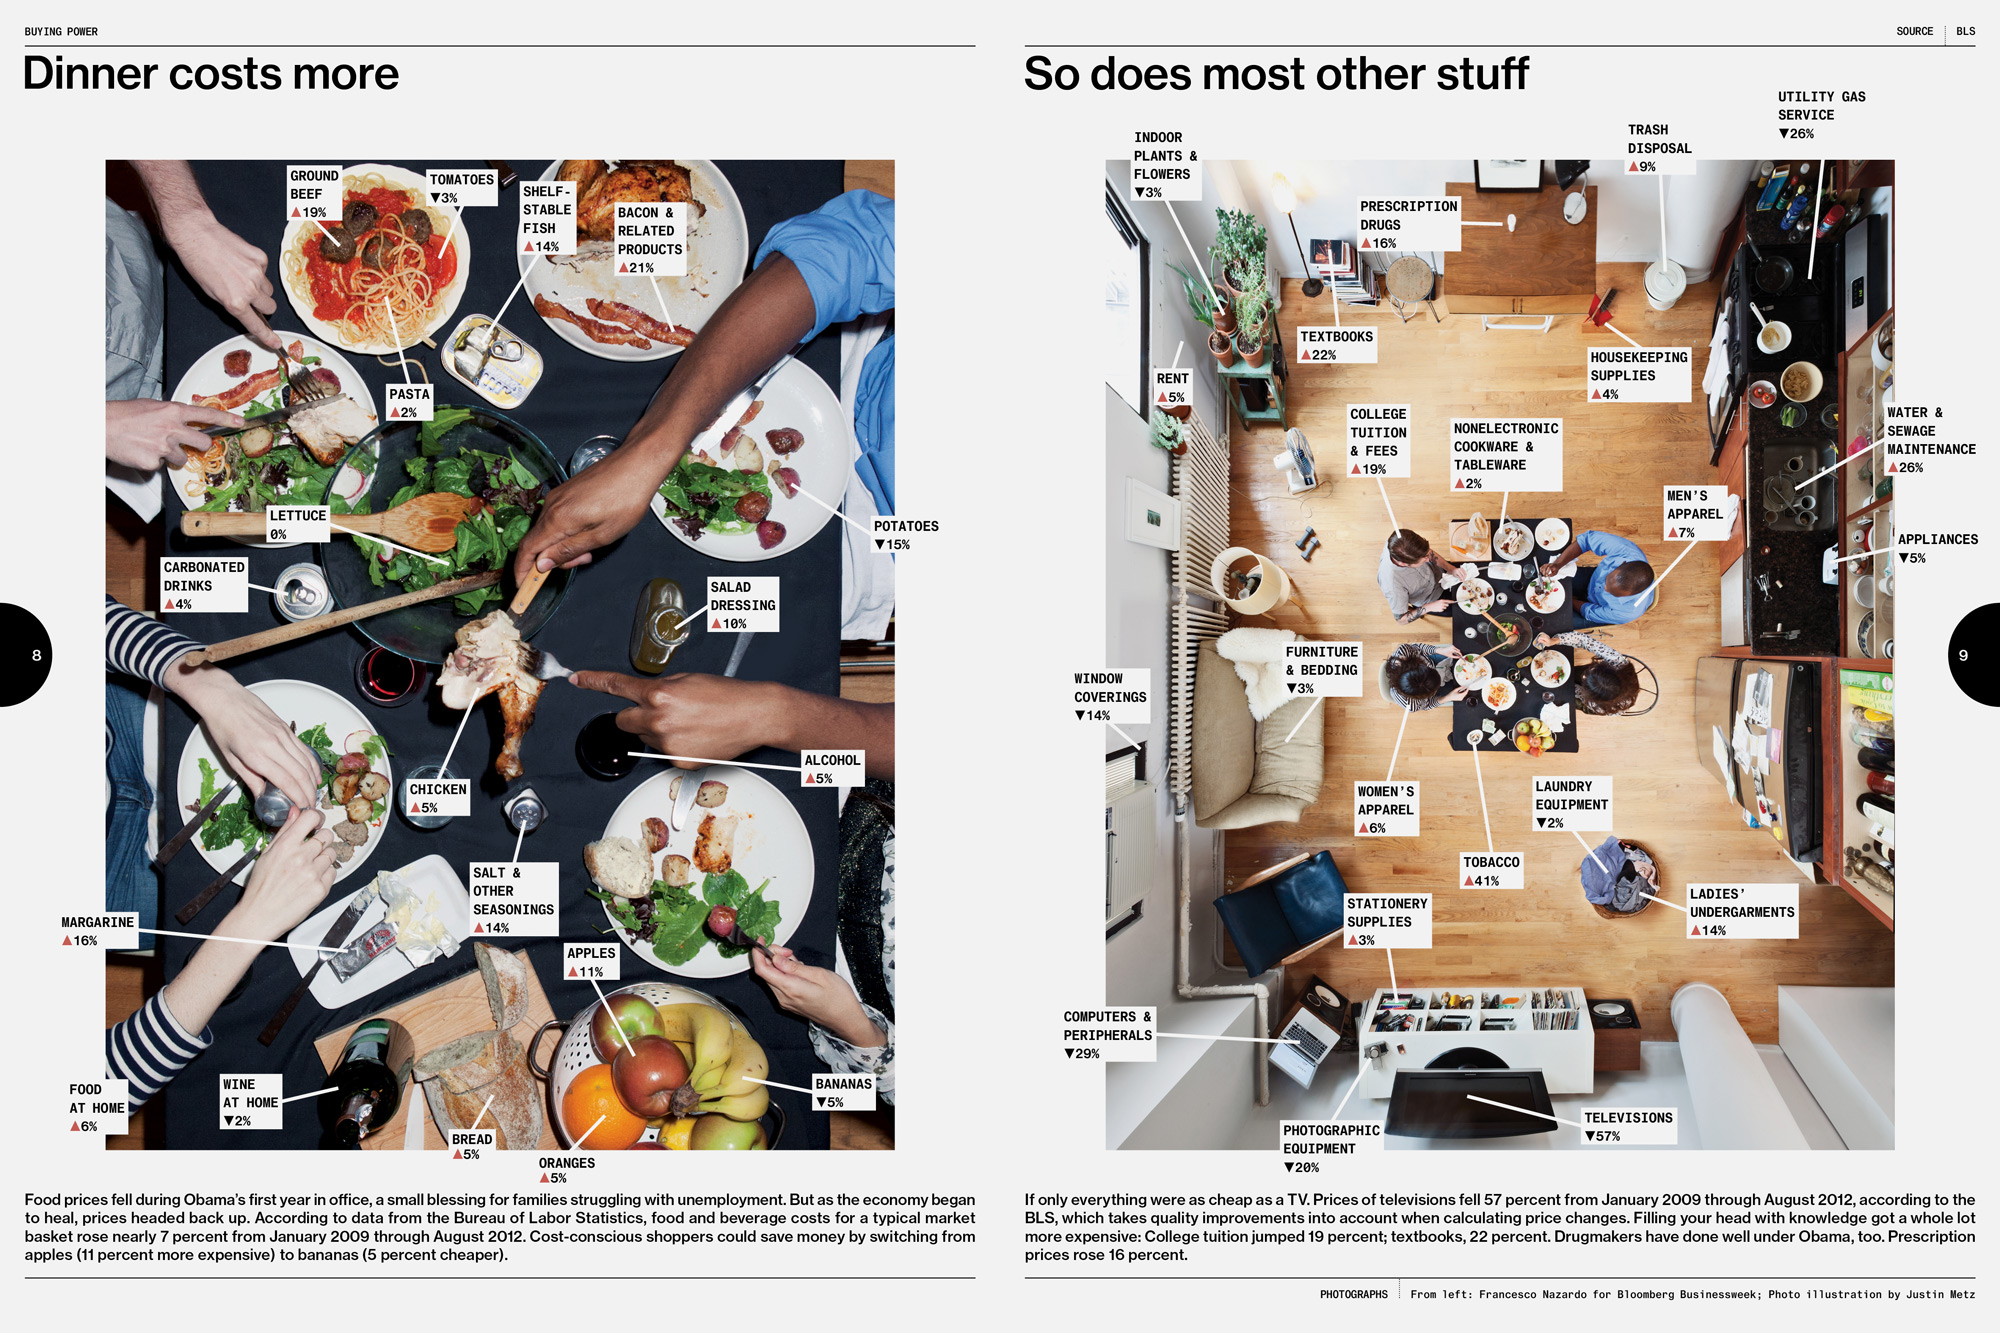 BUYING POWER
Dinner costs more
GROUND
BEEF
▲19%
TOMATOES
▼3%
SHELF-
STABLE
FISH
▲14%
BACON &
RELATED
PRODUCTS
▲21%
PASTA
▲2%
LETTUCE
0%
POTATOES
▼15%
CARBONATED
DRINKS
▲4%
SALAD
DRESSING
▲10%
ALCOHOL
▲5%
CHICKEN
▲5%
SALT &
OTHER
SEASONINGS
▲14%
MARGARINE
▲16%
APPLES
▲11%
FOOD
AT HOME
▲6%
WINE
AT HOME
▼2%
BANANAS
▼5%
BREAD
▲5%
ORANGES
▲5%
8
Food prices fell during Obama's first year in office, a small blessing for families struggling with unemployment. But as the economy began
to heal, prices headed back up. According to data from the Bureau of Labor Statistics, food and beverage costs for a typical market
basket rose nearly 7 percent from January 2009 through August 2012. Cost-conscious shoppers could save money by switching from
apples (11 percent more expensive) to bananas (5 percent cheaper).
SOURCE BLS
So does most other stuff
UTILITY GAS
SERVICE
▼26%
INDOOR
PLANTS &
FLOWERS
▼3%
TRASH
DISPOSAL
▲9%
PRESCRIPTION
DRUGS
▲16%
TEXTBOOKS
▲22%
HOUSEKEEPING
SUPPLIES
▲4%
RENT
▲5%
COLLEGE
TUITION
& FEES
▲19%
NONELECTRONIC
COOKWARE &
TABLEWARE
▲2%
WATER &
SEWAGE
MAINTENANCE
▲26%
MEN'S
APPAREL
▲7%
APPLIANCES
▼5%
FURNITURE
& BEDDING
▼3%
WINDOW
COVERINGS
▼14%
WOMEN'S
APPAREL
▲6%
LAUNDRY
EQUIPMENT
▼2%
TOBACCO
▲41%
LADIES'
UNDERGARMENTS
▲14%
STATIONERY
SUPPLIES
▲3%
COMPUTERS &
PERIPHERALS
▼29%
PHOTOGRAPHIC
EQUIPMENT
▼20%
TELEVISIONS
▼57%
9
If only everything were as cheap as a TV. Prices of televisions fell 57 percent from January 2009 through August 2012, according to the
BLS, which takes quality improvements into account when calculating price changes. Filling your head with knowledge got a whole lot
more expensive: College tuition jumped 19 percent; textbooks, 22 percent. Drugmakers have done well under Obama, too. Prescription
prices rose 16 percent.
PHOTOGRAPHS From left: Francesco Nazardo for Bloomberg Businessweek; Photo illustration by Justin Metz